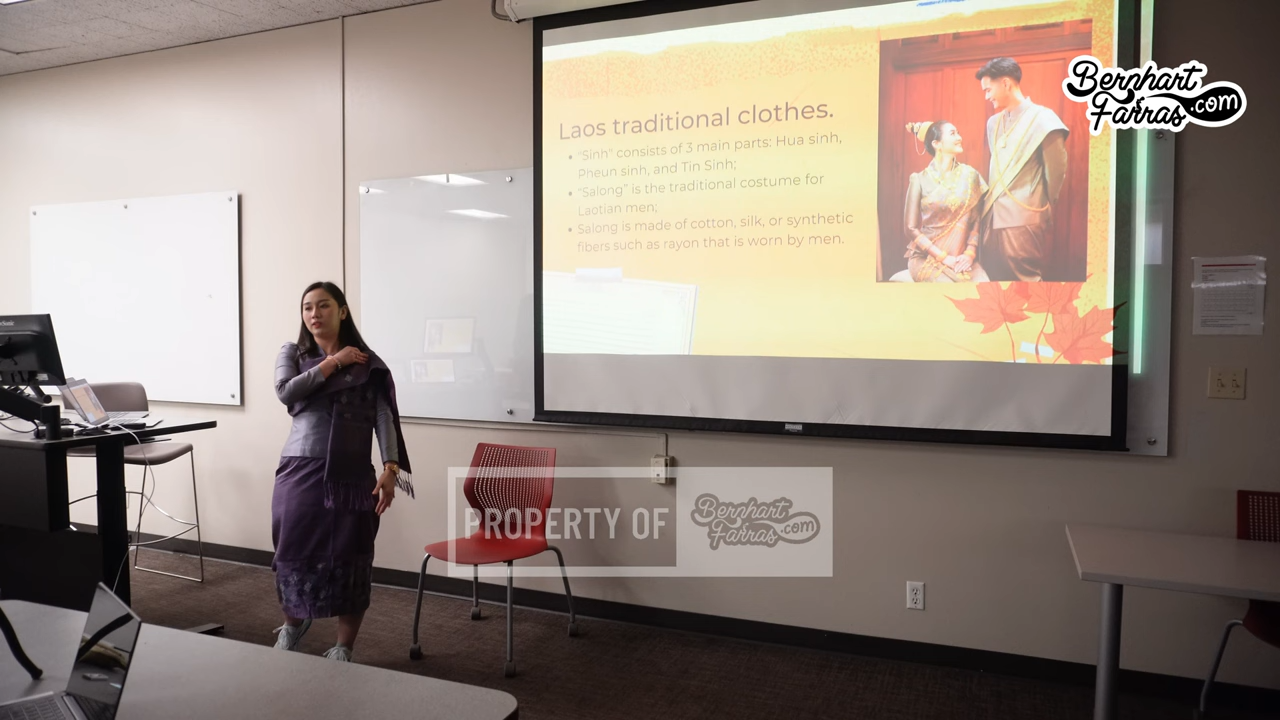 Bernhart
Farras.com
Laos traditional clothes.
• "Sinh" consists of 3 main parts: Hua sinh,
Pheun sinh, and Tin Sinh;
• "Salong" is the traditional costume for
Laotian men;
• Salong is made of cotton, silk, or synthetic
fibers such as rayon that is worn by men.
PROPERTY OF
Bernhart
Farras.com